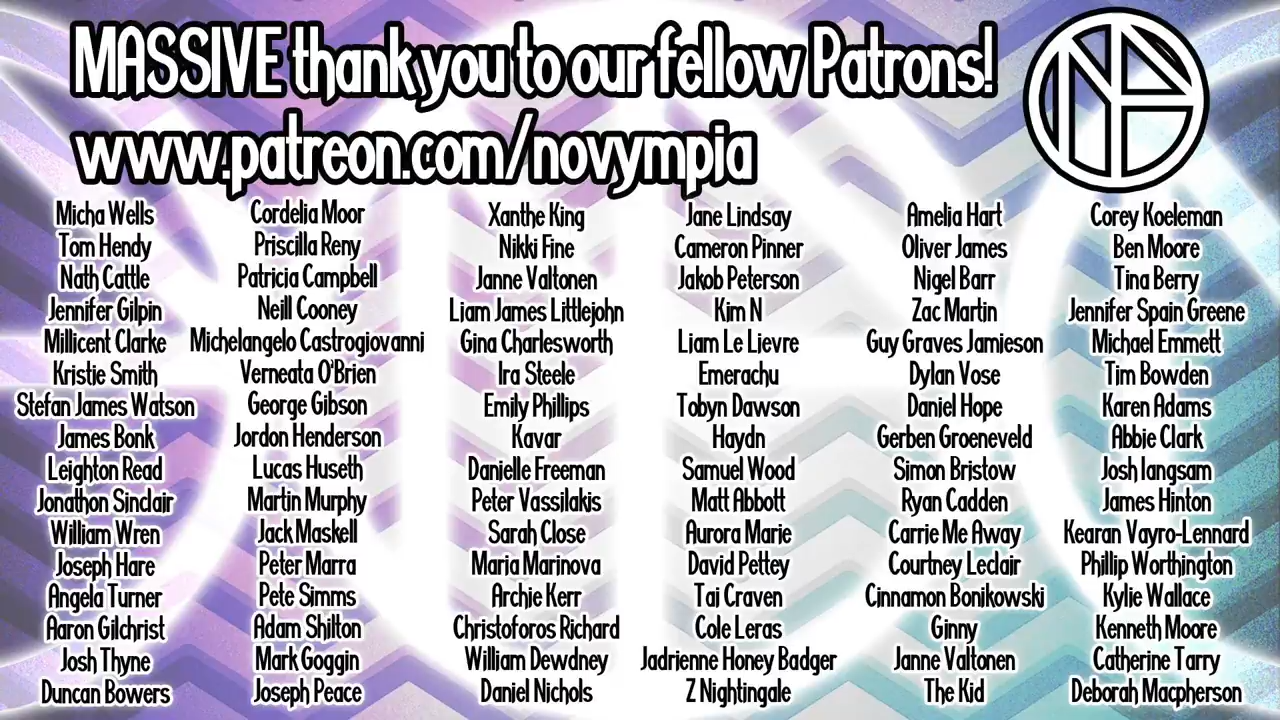 MASSIVE thank you to our fellow Patrons!
www.patreon.com/novympia
Micha Wells
Tom Hendy
Nath Cattle
Jennifer Gilpin
Millicent Clarke
Kristie Smith
Stefan James Watson
James Bonk
Leighton Read
Jonathon Sinclair
William Wren
Joseph Hare
Angela Turner
Aaron Gilchrist
Josh Thyne
Duncan Bowers
Cordelia Moor
Priscilla Reny
Patricia Campbell
Neill Cooney
Michelangelo Castrogiovanni
Verneata O'Brien
George Gibson
Jordon Henderson
Lucas Huseth
Martin Murphy
Jack Maskell
Peter Marra
Pete Simms
Adam Shilton
Mark Goggin
Joseph Peace
Xanthe King
Nikki Fine
Janne Valtonen
Liam James Littlejohn
Gina Charlesworth
Ira Steele
Emily Phillips
Kavar
Danielle Freeman
Peter Vassilakis
Sarah Close
Maria Marinova
Archie Kerr
Christoforos Richard
William Dewdney
Daniel Nichols
Jane Lindsay
Cameron Pinner
Jakob Peterson
Kim N
Liam Le Lievre
Emerachu
Tobyn Dawson
Haydn
Samuel Wood
Matt Abbott
Aurora Marie
David Pettey
Tai Craven
Cole Leras
Jadrienne Honey Badger
Z Nightingale
Amelia Hart
Oliver James
Nigel Barr
Zac Martin
Guy Graves Jamieson
Dylan Vose
Daniel Hope
Gerben Groeneveld
Simon Bristow
Ryan Cadden
Carrie Me Away
Courtney Leclair
Cinnamon Bonikowski
Ginny
Janne Valtonen
The Kid
Corey Koeleman
Ben Moore
Tina Berry
Jennifer Spain Greene
Michael Emmett
Tim Bowden
Karen Adams
Abbie Clark
Josh langsam
James Hinton
Kearan Vayro-Lennard
Phillip Worthington
Kylie Wallace
Kenneth Moore
Catherine Tarry
Deborah Macpherson